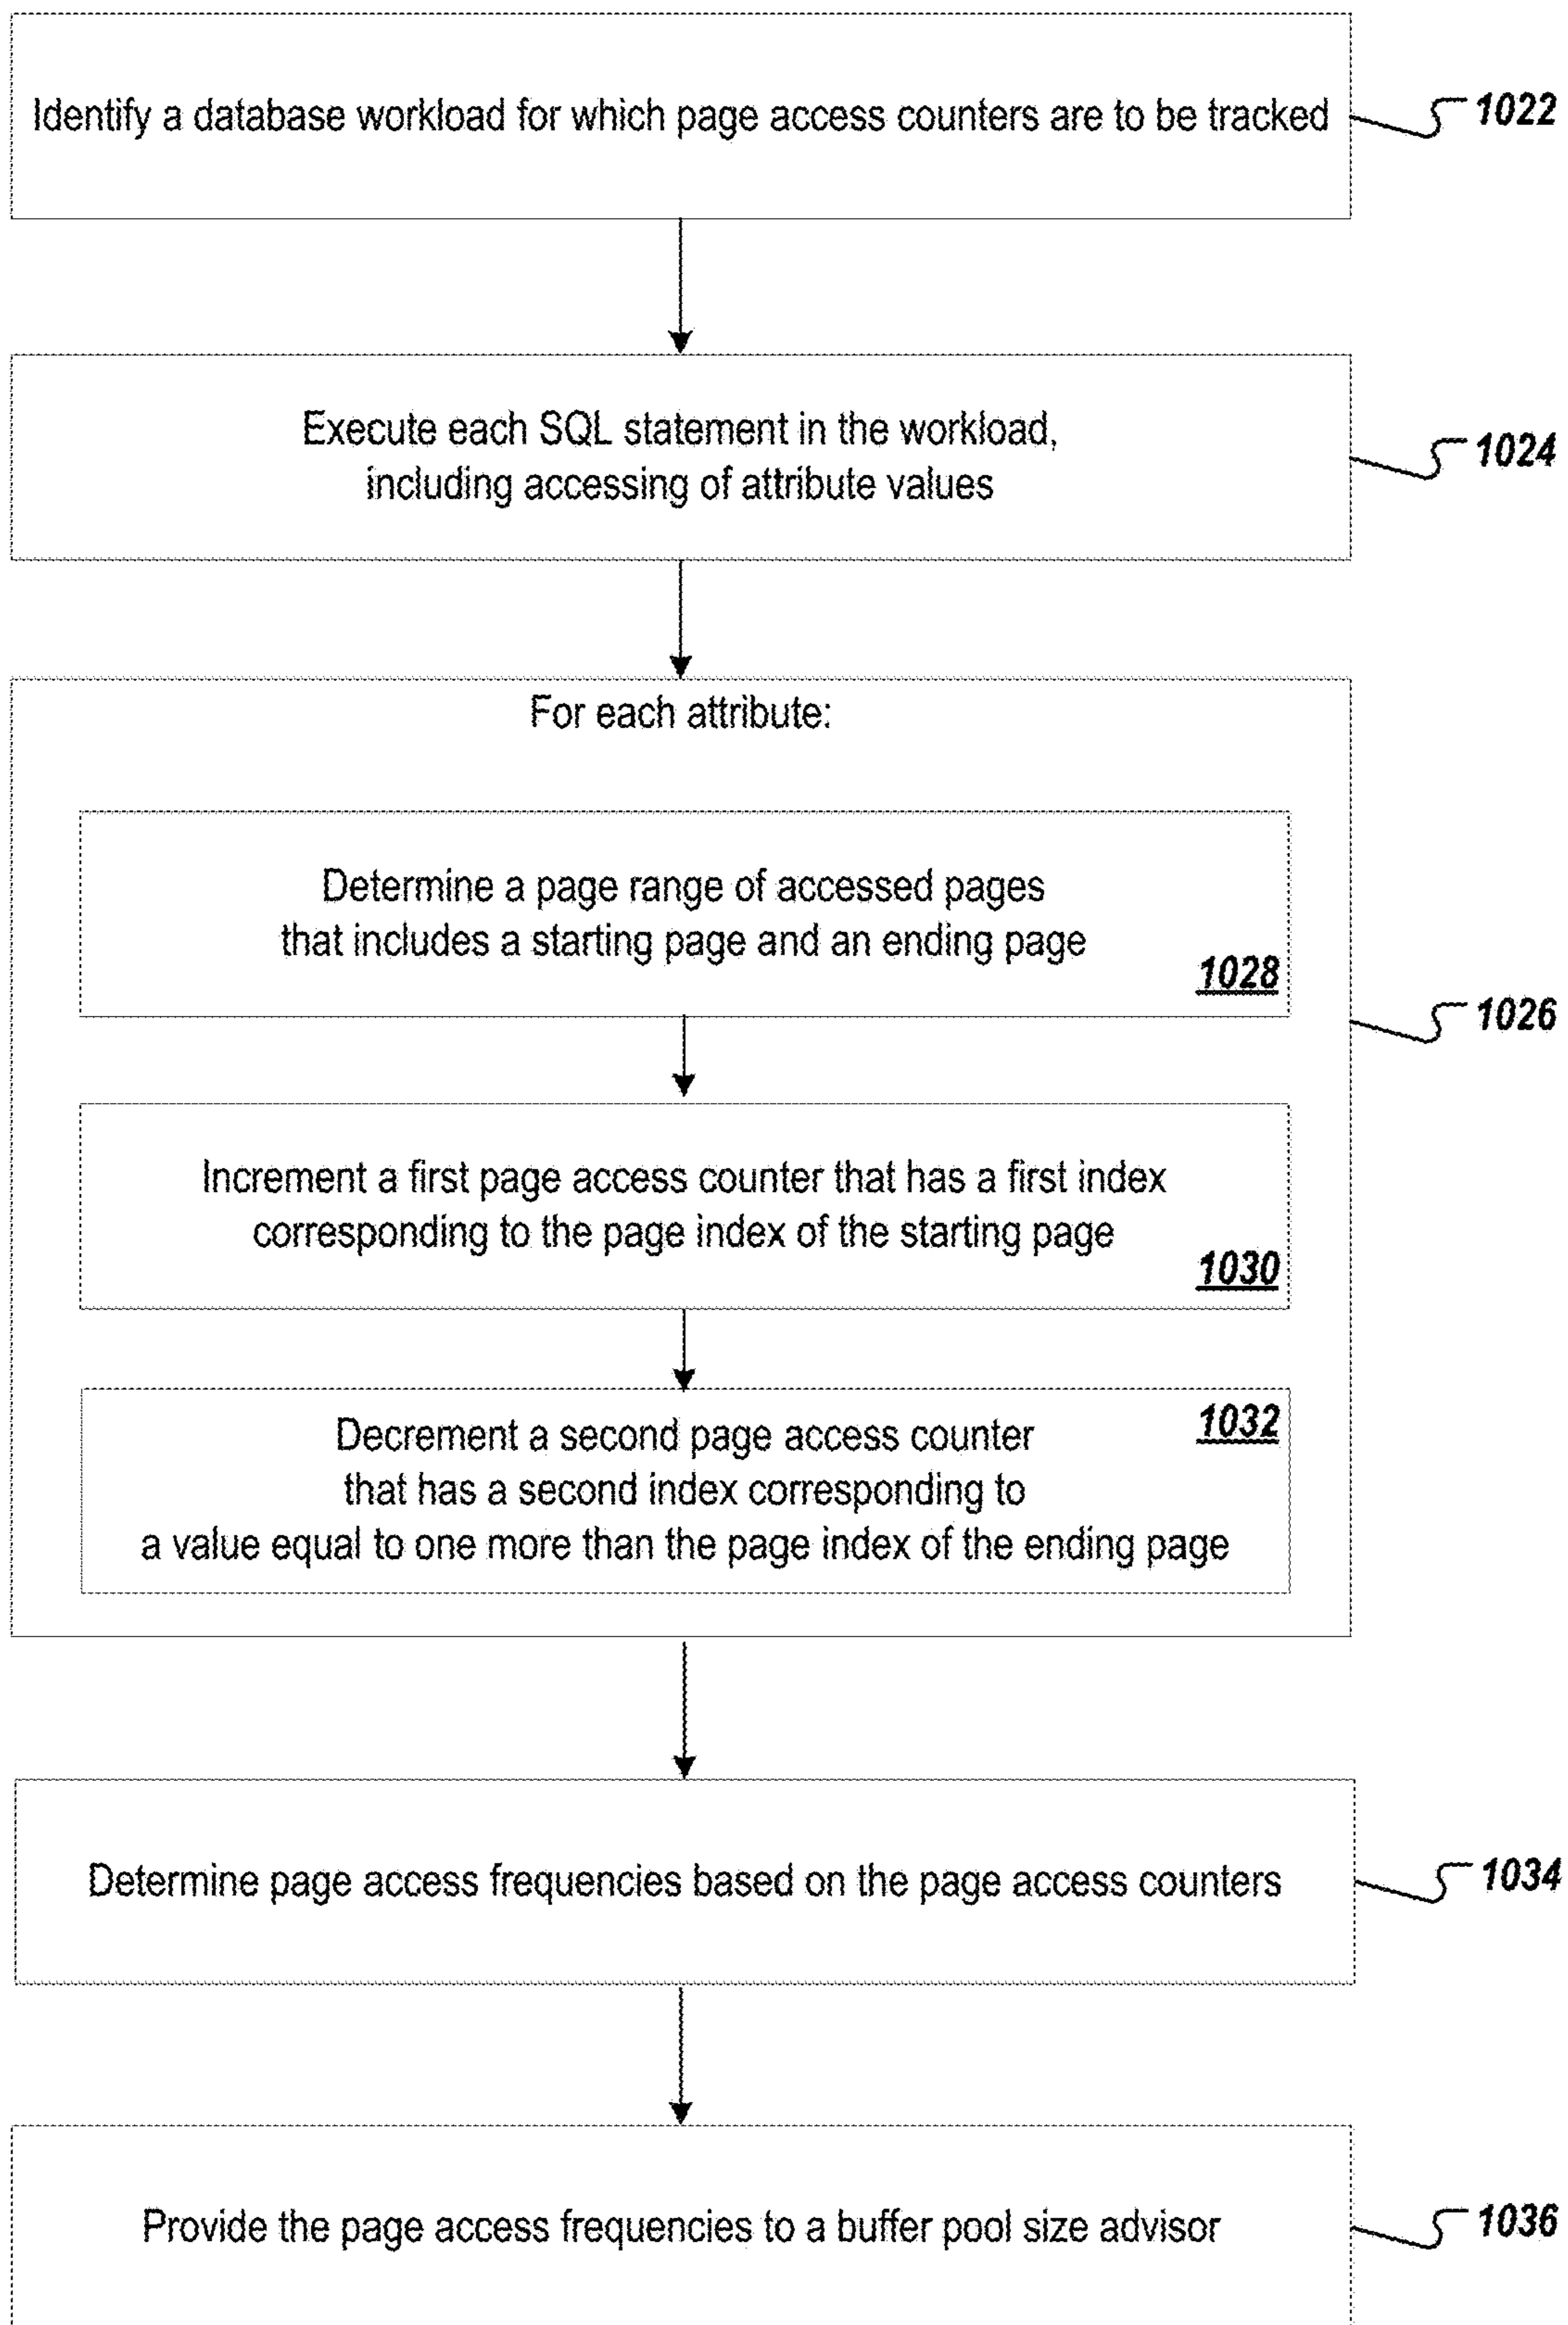 Identify a database workload for which page access counters are to be tracked
1022
Execute each SQL statement in the workload,
including accessing of attribute values
1024
For each attribute:
Determine a page range of accessed pages
that includes a starting page and an ending page
1028
1026
Increment a first page access counter that has a first index
corresponding to the page index of the starting page
1030
Decrement a second page access counter
1032
that has a second index corresponding to
a value equal to one more than the page index of the ending page
Determine page access frequencies based on the page access counters
1034
Provide the page access frequencies to a buffer pool size advisor
1036